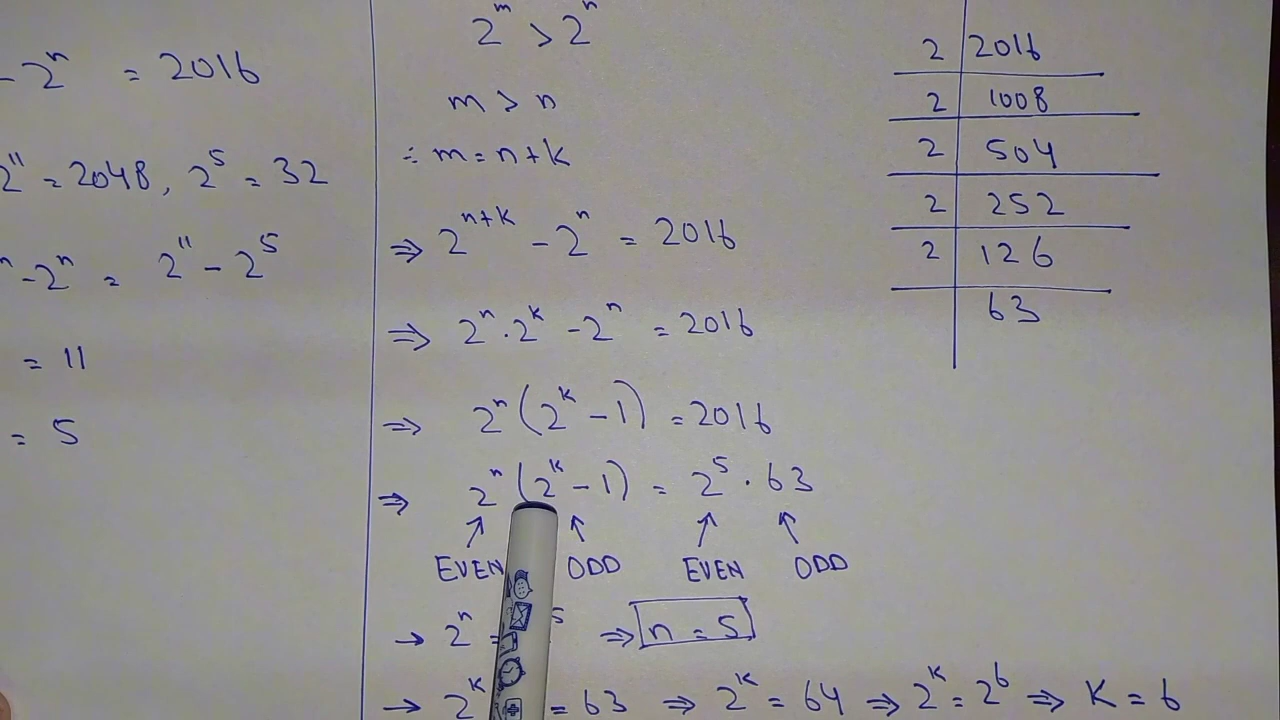 - 2ⁿ = 2016
2¹¹ = 2048, 2⁵ = 32
- 2ⁿ = 2¹¹ - 2⁵
= 11
= 5
2ᵐ > 2ⁿ
m > n
∴ m = n+k
⇒ 2ⁿ⁺ᵏ - 2ⁿ = 2016
⇒ 2ⁿ . 2ᵏ - 2ⁿ = 2016
⇒ 2ⁿ (2ᵏ - 1) = 2016
⇒ 2ⁿ (2ᵏ - 1) = 2⁵ . 63
↑ ↑ ↑ ↑
EVEN ODD EVEN ODD
→ 2ⁿ = ⁵ ⇒ n = 5
→ 2ᵏ = 63 ⇒ 2ᵏ = 64 ⇒ 2ᵏ = 2⁶ ⇒ K = 6
2 | 2016
2 | 1008
2 | 504
2 | 252
2 | 126
63